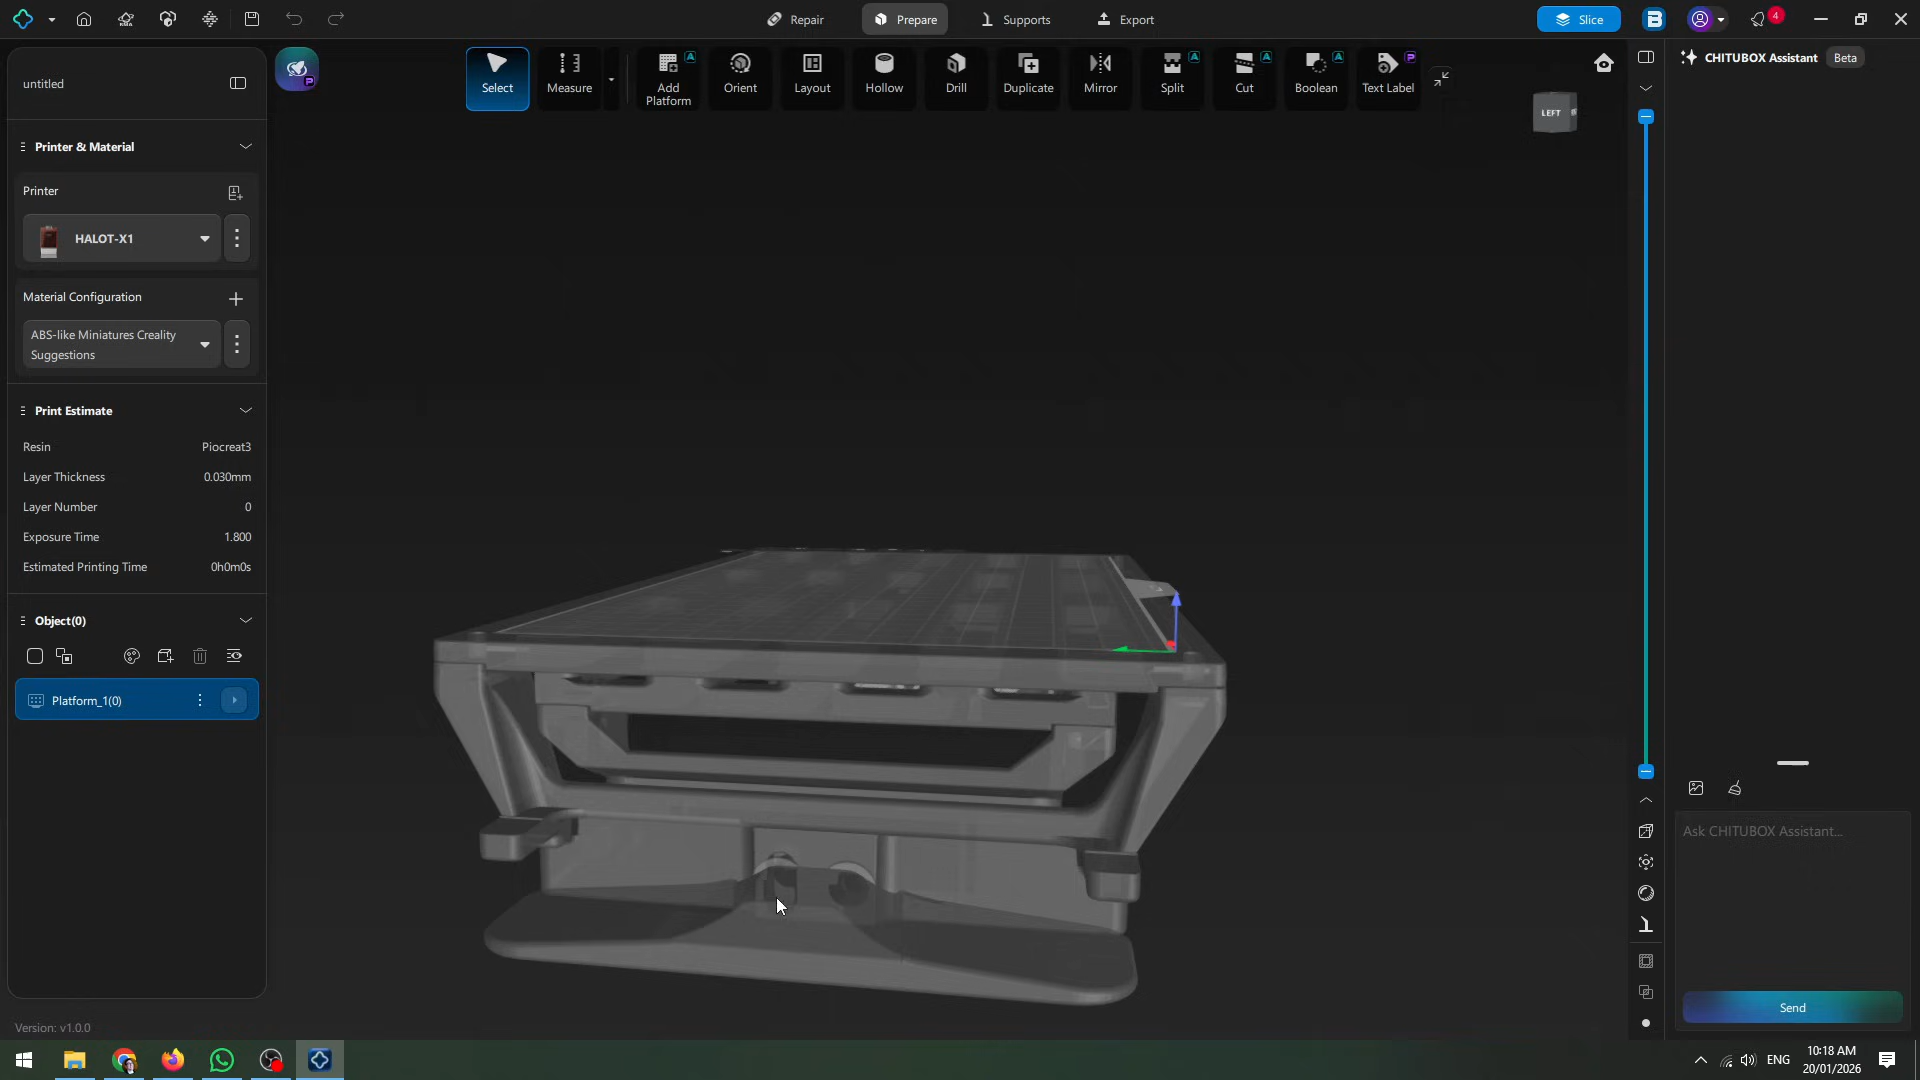 Repair
Prepare
Supports
Export
Slice
4
untitled
Select
Measure
Add Platform
Orient
Layout
Hollow
Drill
Duplicate
Mirror
Split
Cut
Boolean
Text Label
CHITUBOX Assistant
Beta
LEFT
Printer & Material
Printer
HALOT-X1
Material Configuration
ABS-like Miniatures Creality
Suggestions
Print Estimate
Resin Piocreat3
Layer Thickness 0.030mm
Layer Number 0
Exposure Time 1.800
Estimated Printing Time 0h0m0s
Object(0)
Platform_1(0)
Ask CHITUBOX Assistant...
Send
Version: v1.0.0
ENG
10:18 AM
20/01/2026